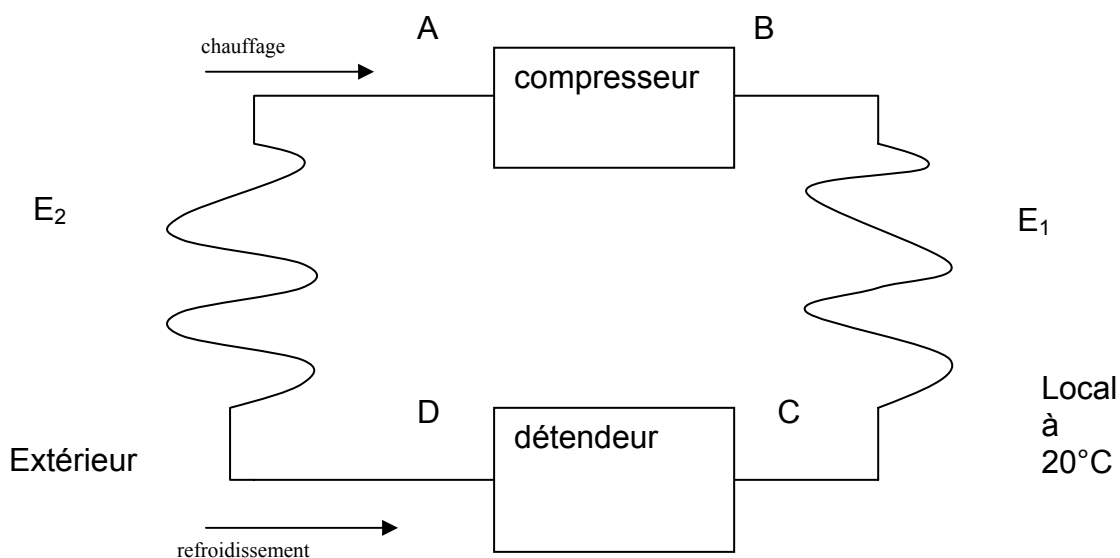 A
B
chauffage
compresseur
E₂
E₁
D
C
détendeur
Local
à
20°C
Extérieur
refroidissement